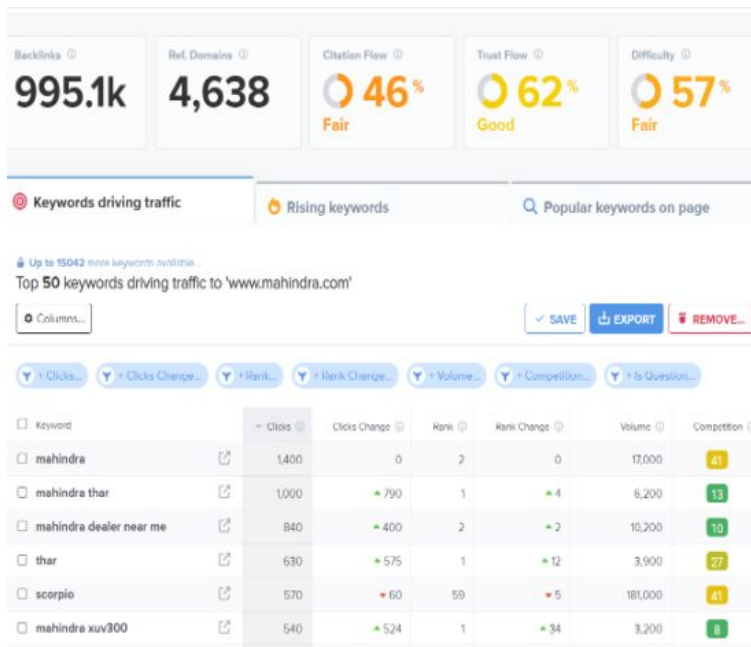 Backlinks Ref. Domains Citation Flow Trust Flow Difficulty
995.1k 4,638 46% 62% 57%
Fair Good Fair
Keywords driving traffic Rising keywords Popular keywords on page
Up to 15042 more keywords available...
Top 50 keywords driving traffic to 'www.mahindra.com'
Columns... SAVE EXPORT REMOVE...
+ Clicks... + Clicks Change... + Rank... + Rank Change... + Volume... + Competition... + Is Question...
Keyword Clicks Clicks Change Rank Rank Change Volume Competition
mahindra 1,400 0 2 0 17,000 41
mahindra thar 1,000 790 1 4 6,200 13
mahindra dealer near me 840 400 2 2 10,200 10
thar 630 575 1 12 3,900 27
scorpio 570 60 59 5 181,000 41
mahindra xuv300 540 524 1 34 3,200 8